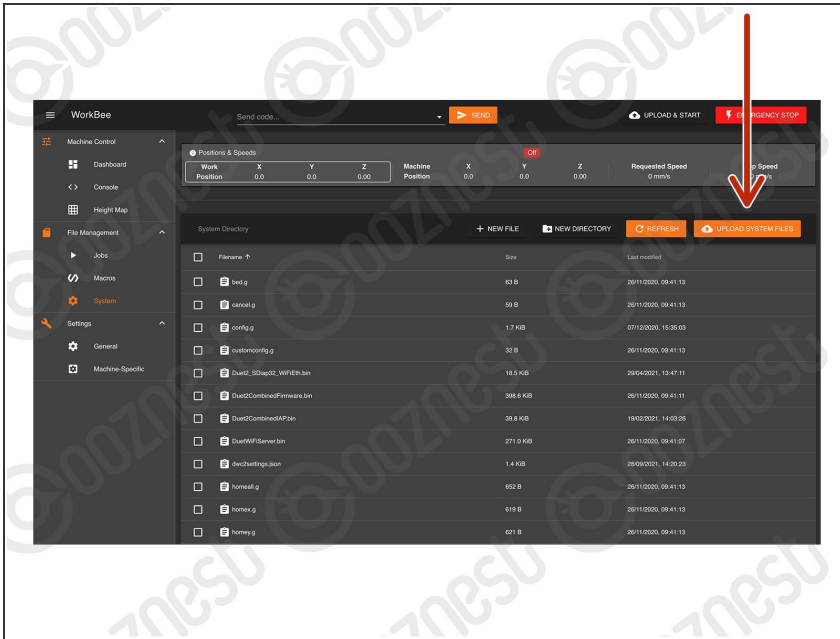 WorkBee
Send code...
SEND
UPLOAD & START
EMERGENCY STOP
Machine Control
Dashboard
Console
Height Map
File Management
Jobs
Macros
System
Settings
General
Machine-Specific
Positions & Speeds
Off
Work Position X Y Z
0.0 0.0 0.00
Machine Position X Y Z
0.0 0.0 0.00
Requested Speed
0 mm/s
Speed
System Directory
NEW FILE
NEW DIRECTORY
REFRESH
UPLOAD SYSTEM FILES
Filename Size Last modified
bed.g 63 B 26/11/2020, 09:41:13
cancel.g 59 B 26/11/2020, 09:41:13
config.g 1.7 KiB 07/12/2020, 15:35:03
customconfig.g 32 B 26/11/2020, 09:41:13
Duet2_SDiap32_WiFiEth.bin 18.5 KiB 29/04/2021, 13:47:11
Duet2CombinedFirmware.bin 398.6 KiB 26/11/2020, 09:41:11
Duet2CombinedIAP.bin 39.8 KiB 19/02/2021, 14:03:26
DuetWiFiServer.bin 271.0 KiB 26/11/2020, 09:41:07
dwc2settings.json 1.4 KiB 28/09/2021, 14:20:23
homeall.g 652 B 26/11/2020, 09:41:13
homex.g 619 B 26/11/2020, 09:41:13
homey.g 621 B 26/11/2020, 09:41:13
ooznest